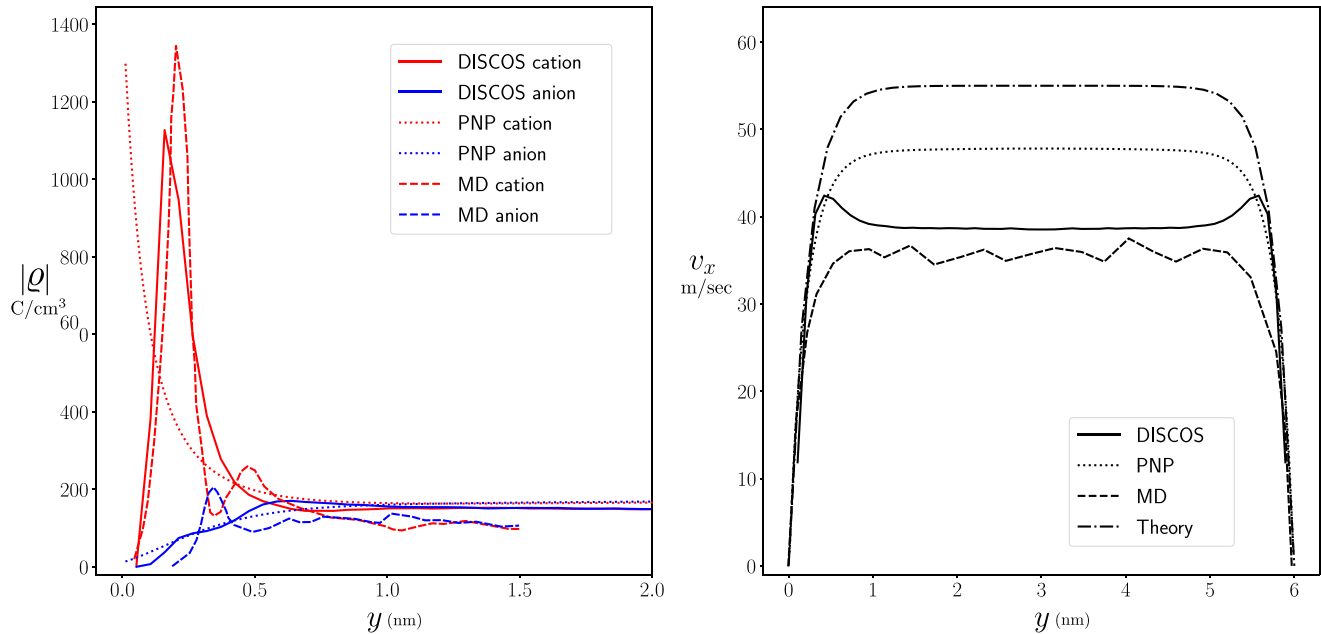 1400
1200
1000
800
60
0
400
200
0
|ϱ|
C/cm³
0.0 0.5 1.0 1.5 2.0
y (nm)
DISCOS cation
DISCOS anion
PNP cation
PNP anion
MD cation
MD anion
60
50
40
30
20
10
0
vₓ
m/sec
0 1 2 3 4 5 6
y (nm)
DISCOS
PNP
MD
Theory